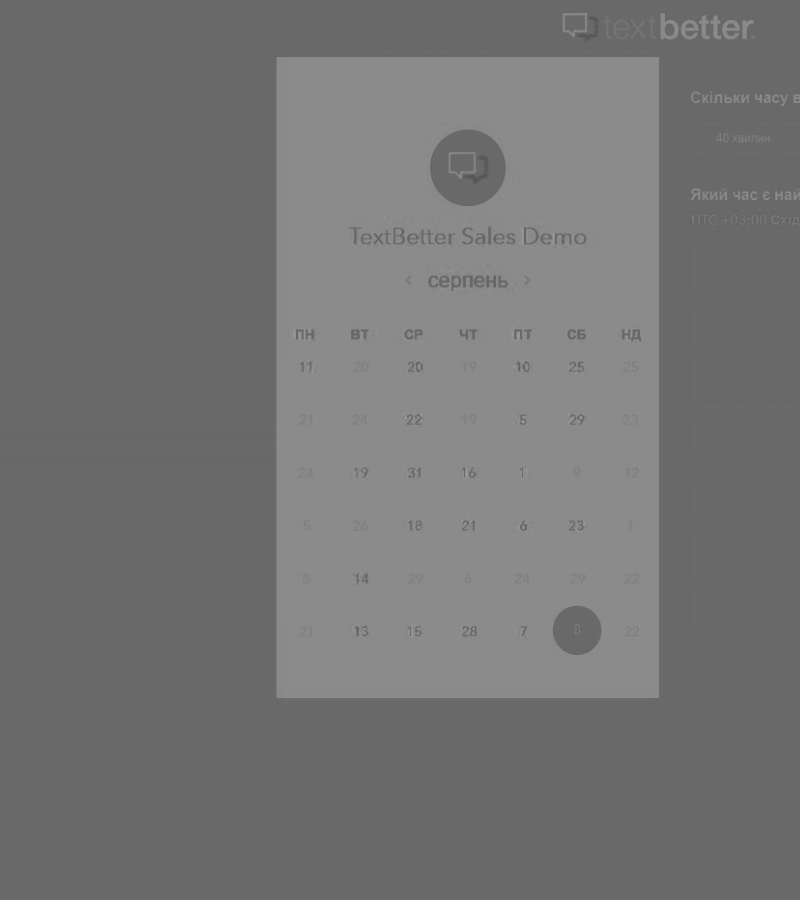 textbetter
TextBetter Sales Demo
серпень
ПН ВТ СР ЧТ ПТ СБ НД
11 20 20 19 10 25 25
21 24 22 19 5 29 23
24 19 31 16 1 9 12
5 26 18 21 6 23 1
8 14 29 6 24 29 22
21 13 15 28 7 8 22
Скільки часу в
40 хвилин
Який час є най
UTC +03:00 Схід